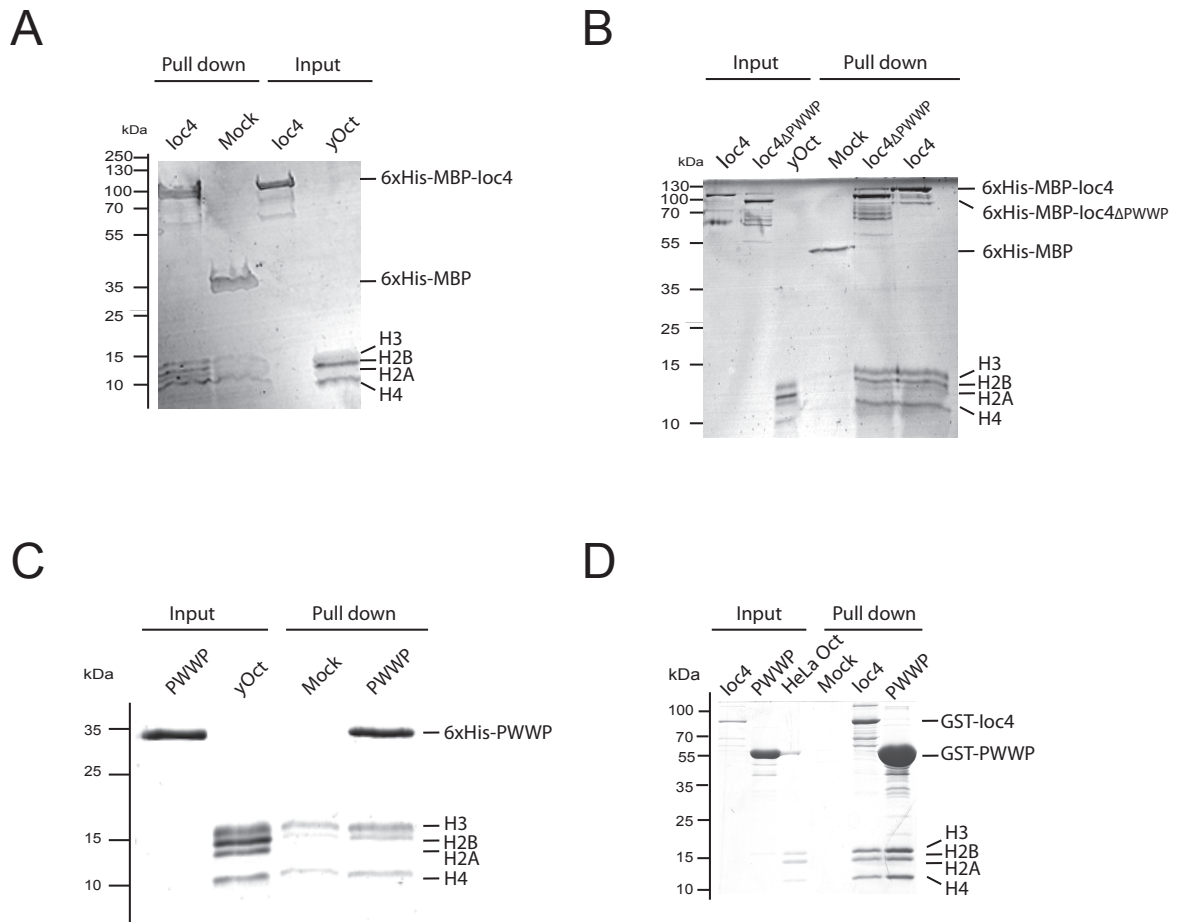 A
Pull down Input
Ioc4 Mock Ioc4 yOct
kDa
250
130
100
70
55
35
25
15
10
6xHis-MBP-Ioc4
6xHis-MBP
H3
H2B
H2A
H4
B
Input Pull down
Ioc4 Ioc4ΔPWWP yOct Mock Ioc4ΔPWWP Ioc4
kDa
130
100
70
55
35
25
15
10
6xHis-MBP-Ioc4
6xHis-MBP-Ioc4ΔPWWP
6xHis-MBP
H3
H2B
H2A
H4
C
Input Pull down
PWWP yOct Mock PWWP
kDa
35
25
15
10
6xHis-PWWP
H3
H2B
H2A
H4
D
Input Pull down
Ioc4 PWWP HeLa Oct Mock Ioc4 PWWP
kDa
100
70
55
35
25
15
10
GST-Ioc4
GST-PWWP
H3
H2B
H2A
H4